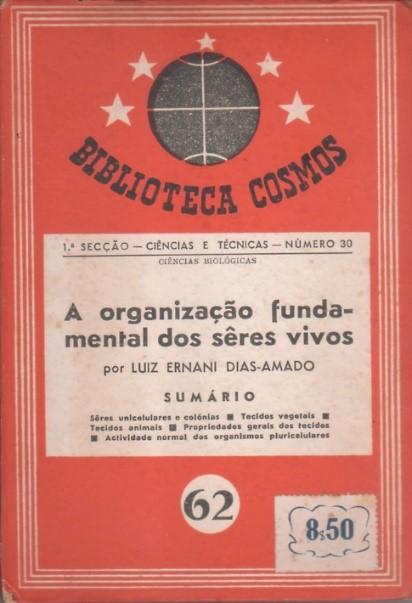 BIBLIOTECA COSMOS
1.ª SECÇÃO — CIÊNCIAS E TÉCNICAS — NÚMERO 30
CIÊNCIAS BIOLÓGICAS
A organização funda-
mental dos sêres vivos
por LUIZ ERNANI DIAS-AMADO
SUMÁRIO
Sêres unicelulares e colónias ■ Tecidos vegetais ■
Tecidos animais ■ Propriedades gerais dos tecidos
■ Actividade normal dos organismos pluricelulares
62
8$50